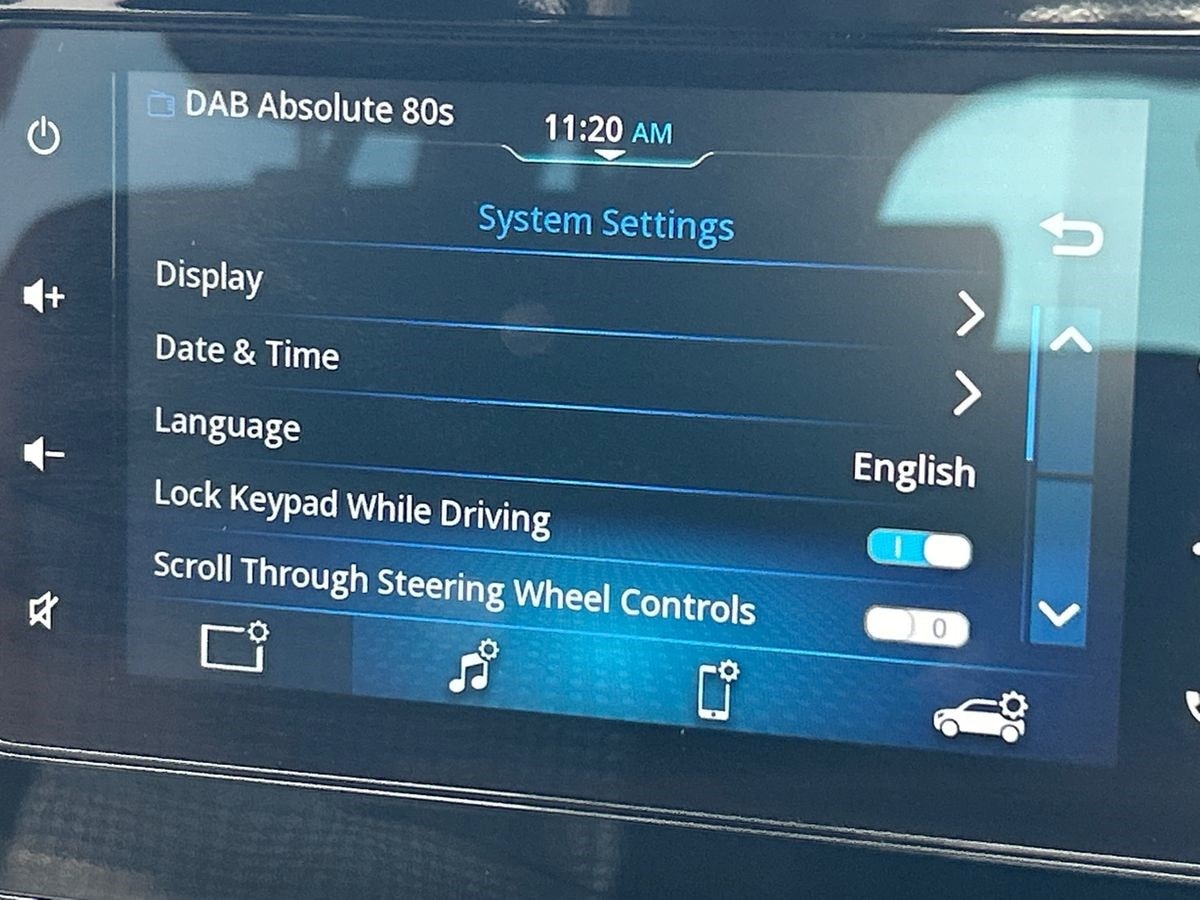 DAB Absolute 80s
11:20 AM
System Settings
Display
Date & Time
Language
English
Lock Keypad While Driving
Scroll Through Steering Wheel Controls